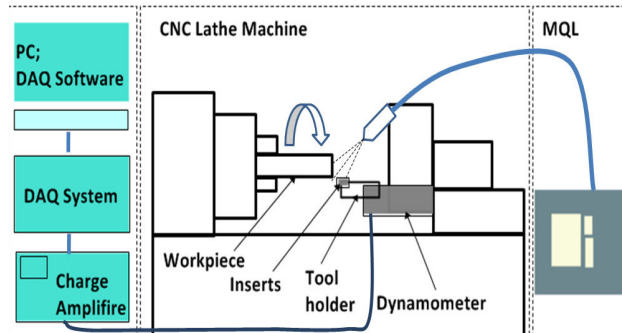 PC;
DAQ Software
DAQ System
Charge
Amplifire
CNC Lathe Machine
Workpiece
Inserts
Tool
holder
Dynamometer
MQL